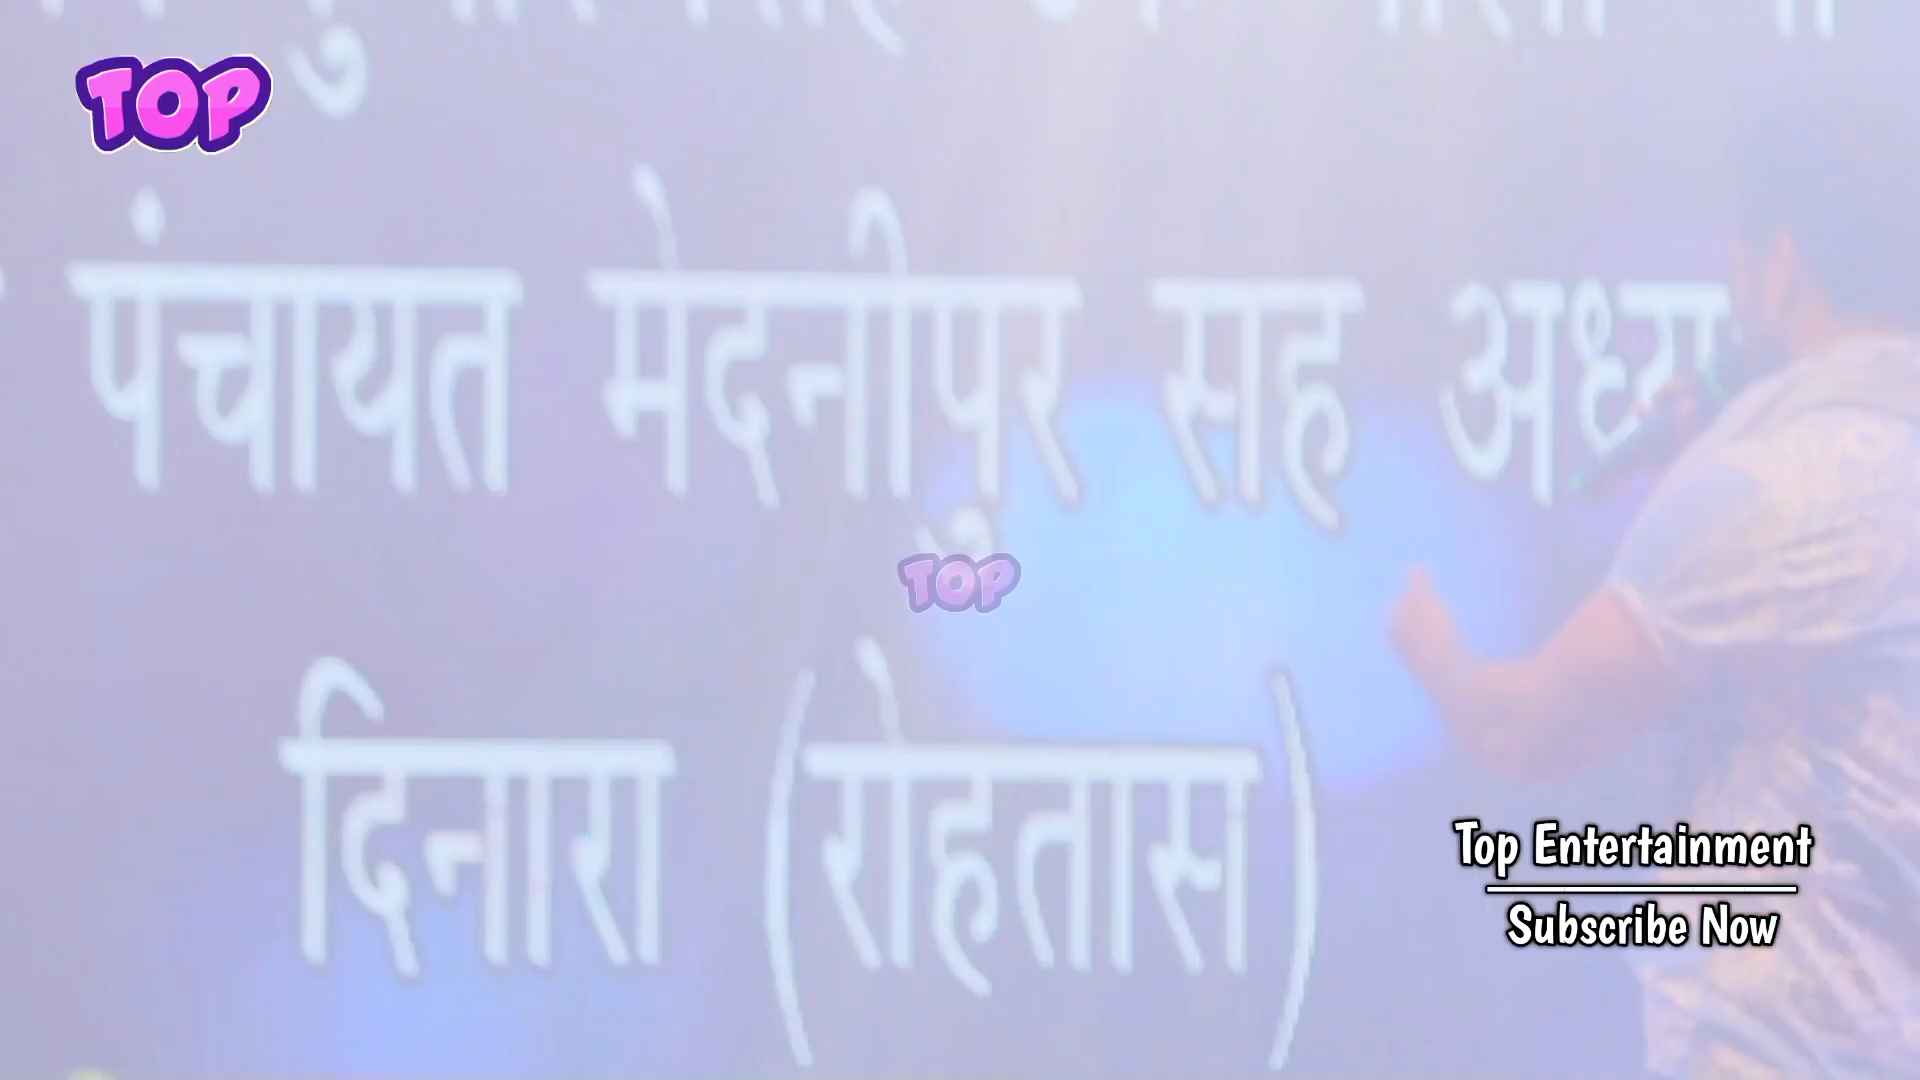 TOP
पंचायत मेदनीपुर सह
TOP
दिनारा (रोहतास)
Top Entertainment
Subscribe Now